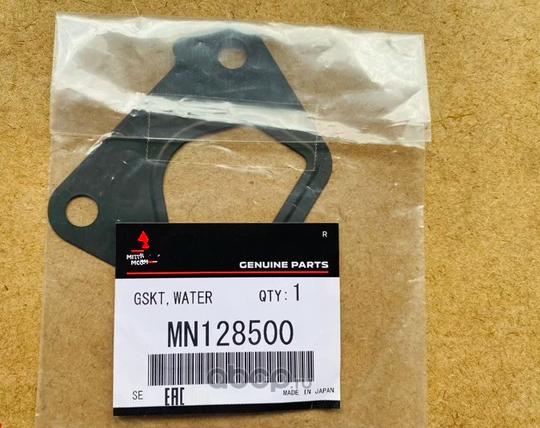 R
GENUINE PARTS
GSKT, WATER QTY: 1
MN128500
SE EAC MADE IN JAPAN